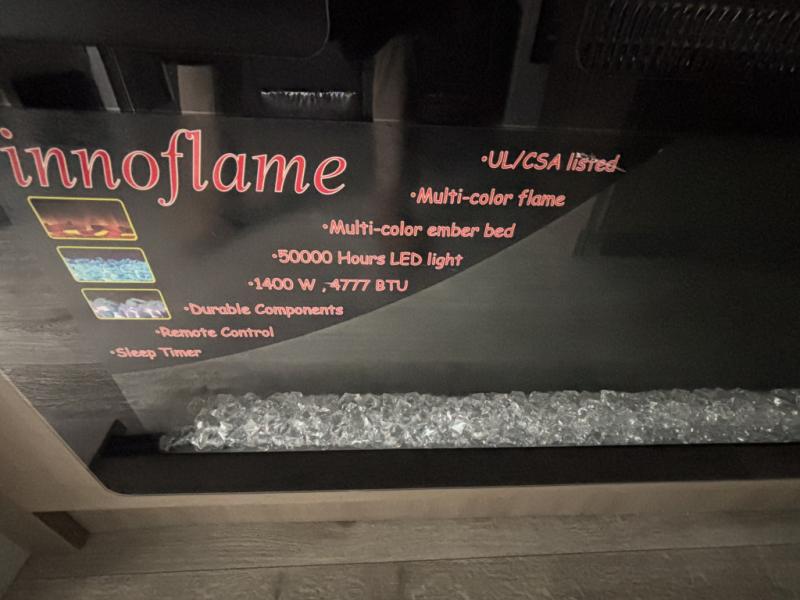 innoflame
•UL/CSA listed
•Multi-color flame
•Multi-color ember bed
•50000 Hours LED light
•1400 W , 4777 BTU
•Durable Components
•Remote Control
•Sleep Timer